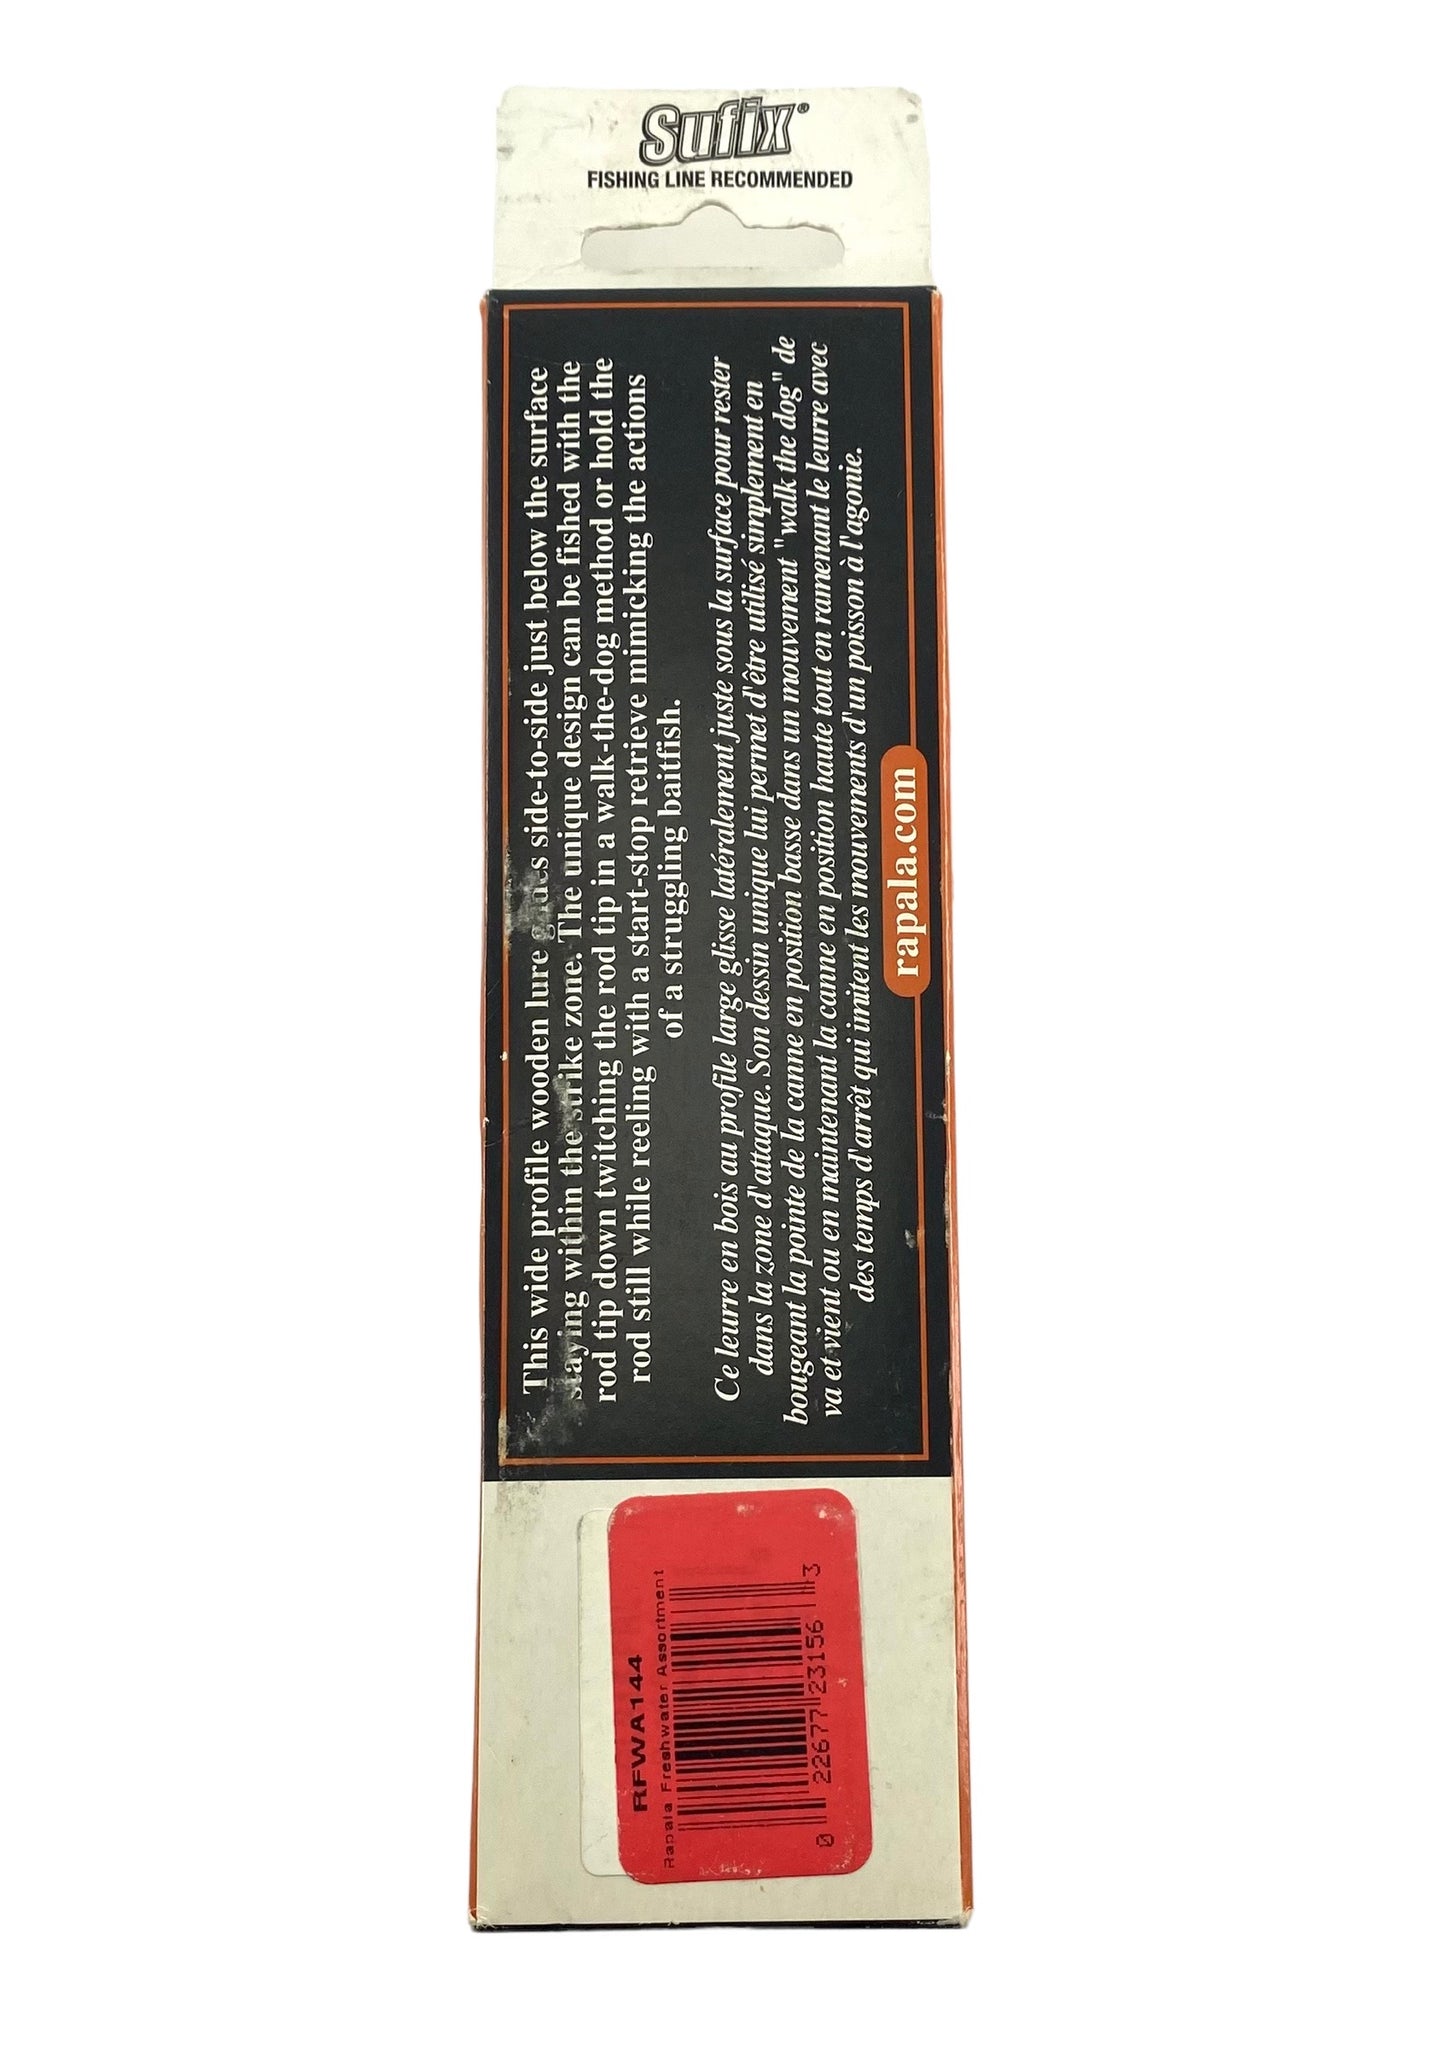 Sufix®
FISHING LINE RECOMMENDED
This wide profile wooden lure glides side-to-side just below the surface
staying within the strike zone. The unique design can be fished with the
rod tip down twitching the rod tip in a walk-the-dog method or hold the
rod still while reeling with a start-stop retrieve mimicking the actions
of a struggling baitfish.
Ce leurre en bois au profile large glisse latéralement juste sous la surface pour rester
dans la zone d'attaque. Son dessin unique lui permet d'être utilisé simplement en
bougeant la pointe de la canne en position basse dans un mouvement "walk the dog" de
va et vient ou en maintenant la canne en position haute tout en ramenant le leurre avec
des temps d'arrêt qui imitent les mouvements d'un poisson à l'agonie.
rapala.com
RFWA144
Rapala Freshwater Assortment
0 22677 23156 3